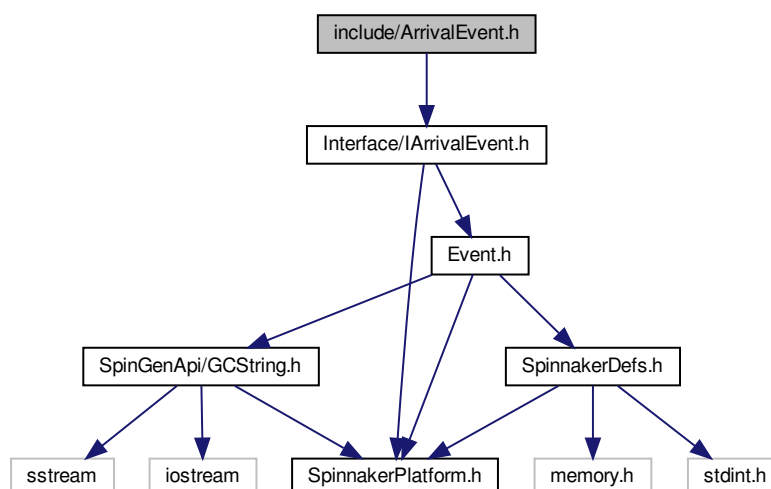 include/ArrivalEvent.h
Interface/IArrivalEvent.h
Event.h
SpinGenApi/GCString.h
SpinnakerDefs.h
sstream
iostream
SpinnakerPlatform.h
memory.h
stdint.h